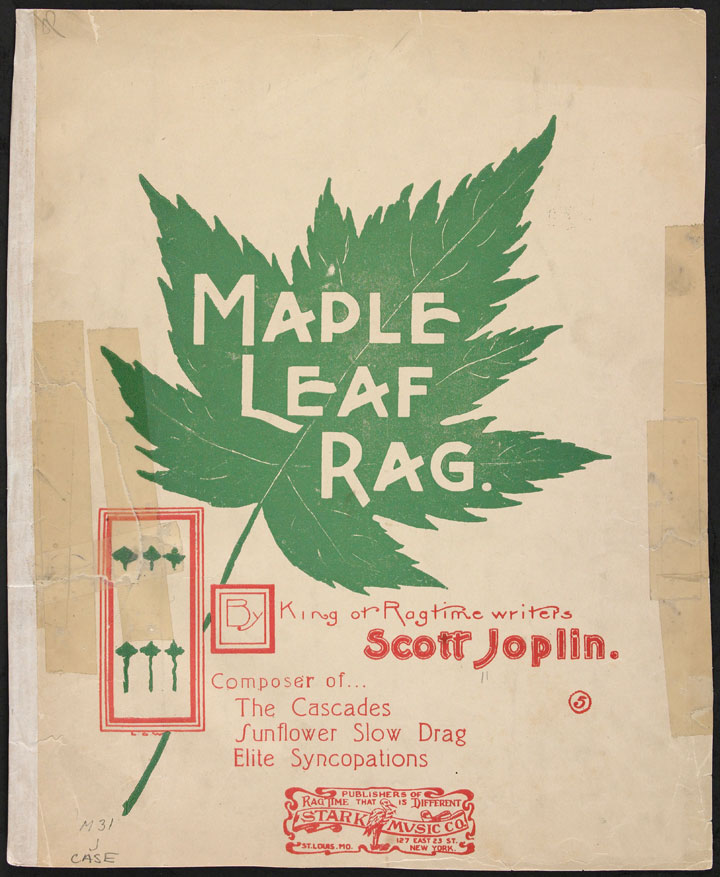 MAPLE
LEAF
RAG.
By King of Ragtime writers
Scott Joplin.
Composer of...
The Cascades
Sunflower Slow Drag
Elite Syncopations
5
PUBLISHERS OF
RAGTIME THAT IS DIFFERENT
STARK MUSIC CO.
ST. LOUIS. MO.
127 EAST 23 ST.
NEW YORK.
M31
J
CASE